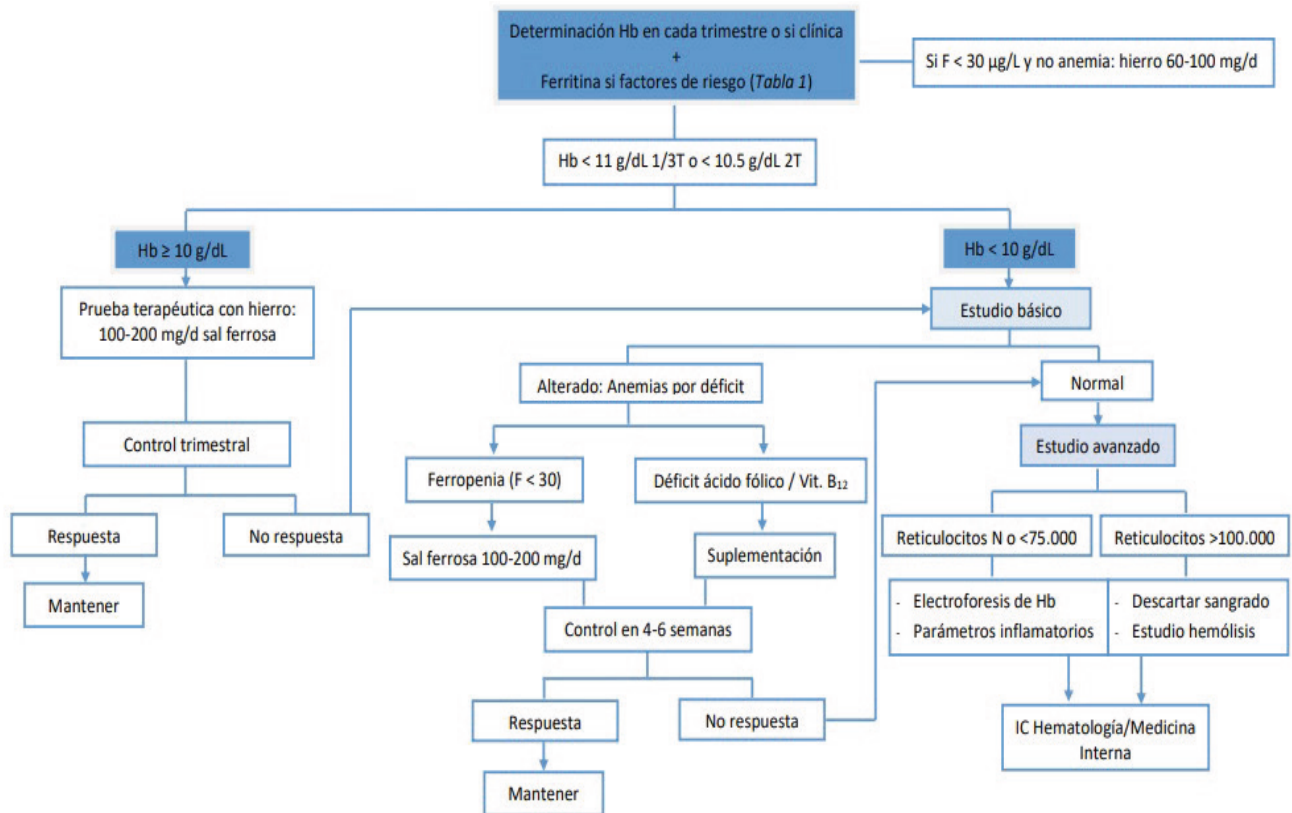 Determinación Hb en cada trimestre o si clínica
+
Ferritina si factores de riesgo (Tabla 1)
Si F < 30 µg/L y no anemia: hierro 60-100 mg/d
Hb < 11 g/dL 1/3T o < 10.5 g/dL 2T
Hb ≥ 10 g/dL
Hb < 10 g/dL
Prueba terapéutica con hierro:
100-200 mg/d sal ferrosa
Estudio básico
Alterado: Anemias por déficit
Normal
Control trimestral
Estudio avanzado
Ferropenia (F < 30)
Déficit ácido fólico / Vit. B₁₂
Respuesta
No respuesta
Reticulocitos N o <75.000
Reticulocitos >100.000
Sal ferrosa 100-200 mg/d
Suplementación
Mantener
- Electroforesis de Hb
- Parámetros inflamatorios
- Descartar sangrado
- Estudio hemólisis
Control en 4-6 semanas
Respuesta
No respuesta
IC Hematología/Medicina
Interna
Mantener